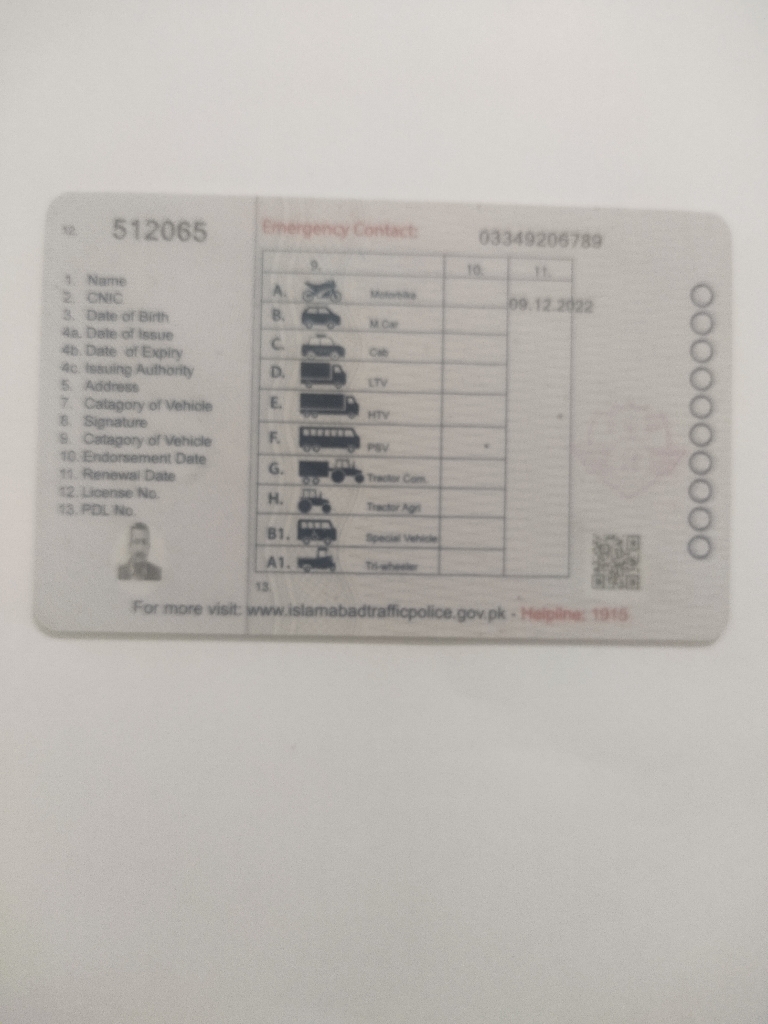 12. 512065
Emergency Contact: 03349206789
1. Name
2. CNIC
3. Date of Birth
4a. Date of Issue
4b. Date of Expiry
4c. Issuing Authority
5. Address
7. Catagory of Vehicle
8. Signature
9. Catagory of Vehicle
10. Endorsement Date
11. Renewal Date
12. License No.
13. PDL No.
9. 10. 11.
A. Motorbike 09.12.2022
B. M.Car
C. Cab
D. LTV
E. HTV
F. PSV
G. Tractor Com.
H. Tractor Agri
B1. Special Vehicle
A1. Tri-wheeler
13.
For more visit: www.islamabadtrafficpolice.gov.pk - Helpline: 1915